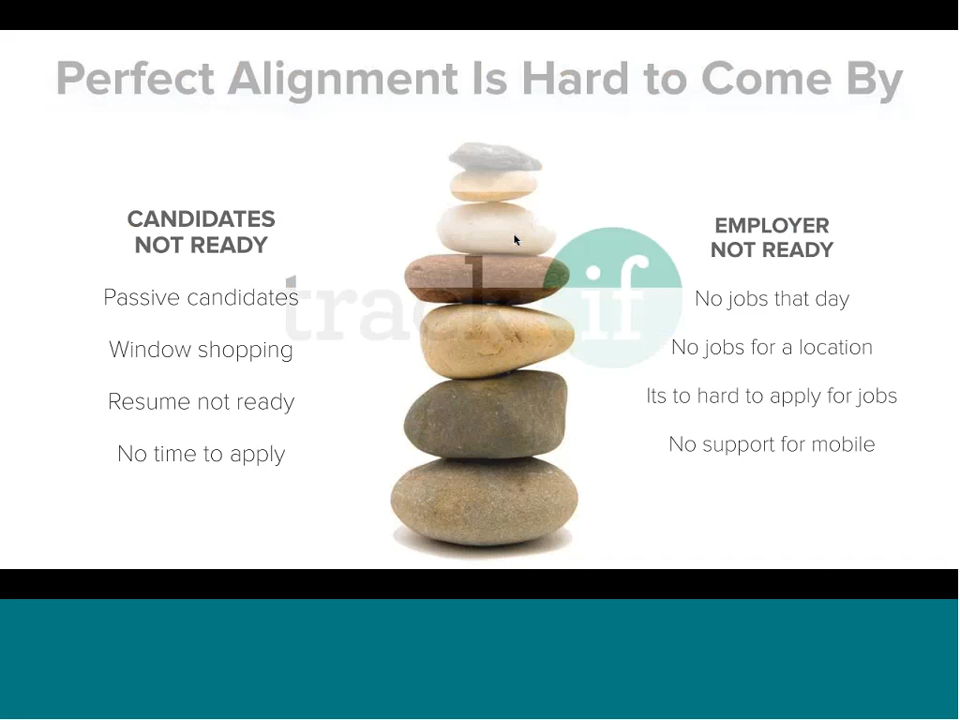 Perfect Alignment Is Hard to Come By
CANDIDATES
NOT READY
Passive candidates
Window shopping
Resume not ready
No time to apply
track if
EMPLOYER
NOT READY
No jobs that day
No jobs for a location
Its to hard to apply for jobs
No support for mobile